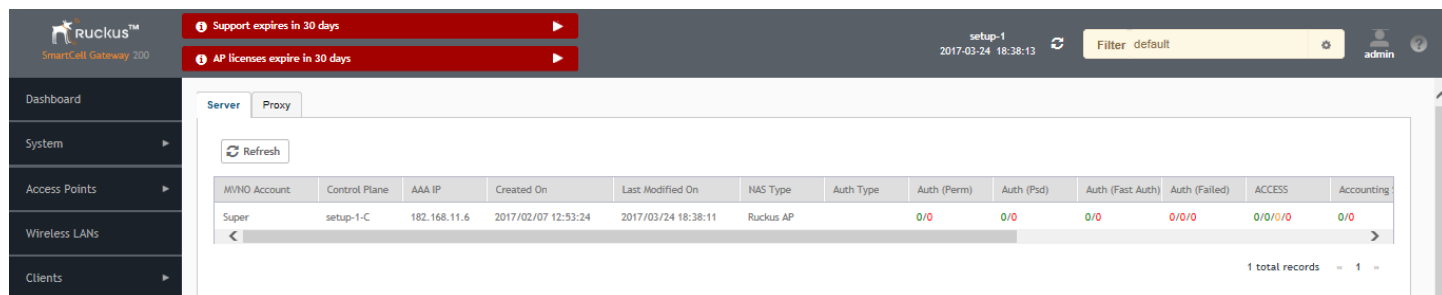 Ruckus™
SmartCell Gateway 200
Support expires in 30 days
AP licenses expire in 30 days
setup-1
2017-03-24 18:38:13
Filter default
admin
Dashboard
System
Access Points
Wireless LANs
Clients
Server Proxy
Refresh
MVNO Account Control Plane AAA IP Created On Last Modified On NAS Type Auth Type Auth (Perm) Auth (Psd) Auth (Fast Auth) Auth (Failed) ACCESS Accounting
Super setup-1-C 182.168.11.6 2017/02/07 12:53:24 2017/03/24 18:38:11 Ruckus AP 0/0 0/0 0/0 0/0/0 0/0/0/0 0/0
1 total records « 1 »